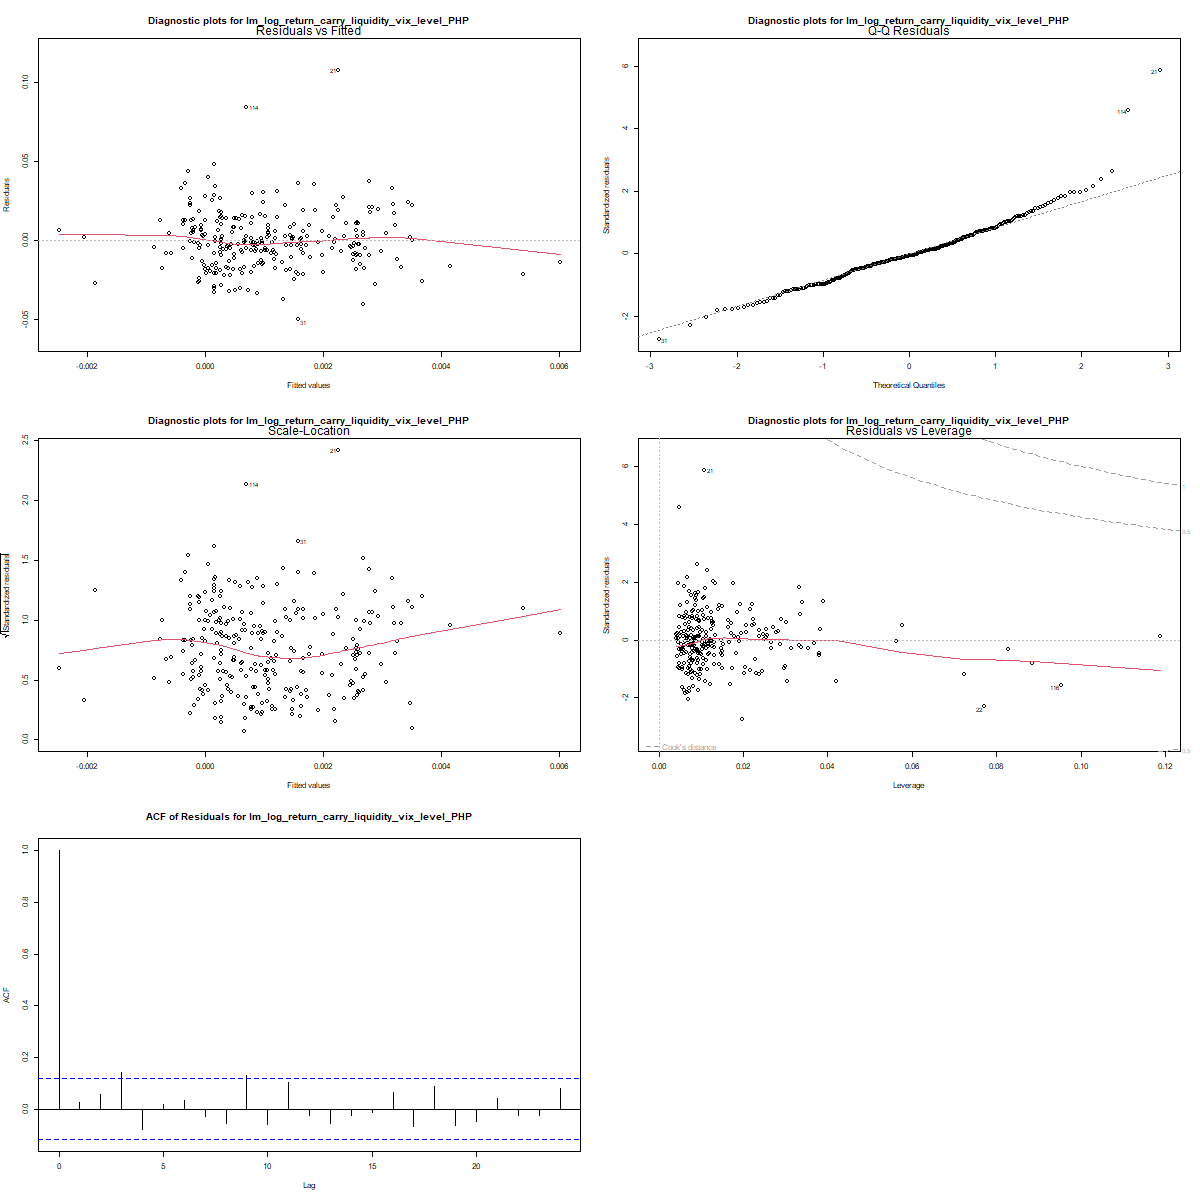 Diagnostic plots for lm_log_return_carry_liquidity_vix_level_PHP
Residuals vs Fitted
Residuals
0.10
0.05
0.00
-0.05
21
114
31
-0.002 0.000 0.002 0.004 0.006
Fitted values
Diagnostic plots for lm_log_return_carry_liquidity_vix_level_PHP
Q-Q Residuals
Standardized residuals
6
4
2
0
-2
21
114
31
-3 -2 -1 0 1 2 3
Theoretical Quantiles
Diagnostic plots for lm_log_return_carry_liquidity_vix_level_PHP
Scale-Location
√|Standardized residuals|
2.5
2.0
1.5
1.0
0.5
0.0
21
114
31
-0.002 0.000 0.002 0.004 0.006
Fitted values
Diagnostic plots for lm_log_return_carry_liquidity_vix_level_PHP
Residuals vs Leverage
Standardized residuals
6
4
2
0
-2
21
1
0.5
116
22
Cook's distance
0.5
0.00 0.02 0.04 0.06 0.08 0.10 0.12
Leverage
ACF of Residuals for lm_log_return_carry_liquidity_vix_level_PHP
ACF
1.0
0.8
0.6
0.4
0.2
0.0
0 5 10 15 20
Lag